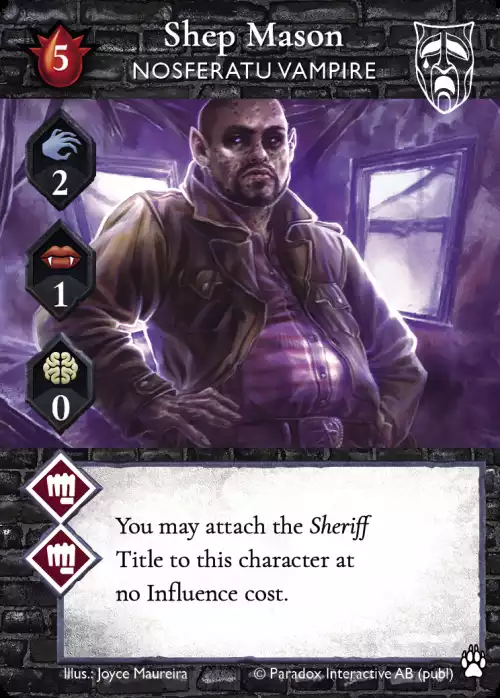 Shep Mason
5
NOSFERATU VAMPIRE
2
1
0
You may attach the Sheriff
Title to this character at
no Influence cost.
Illus.: Joyce Maureira © Paradox Interactive AB (publ)